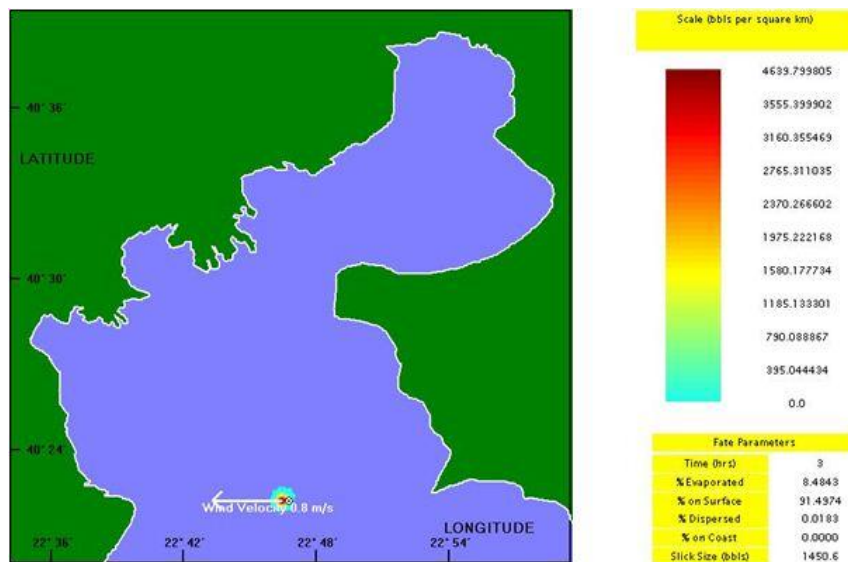 Scale (bbls per square km)
4639.799805
3555.399902
3160.355469
2765.311035
2370.266602
1975.222168
1580.177734
1185.133301
790.088867
395.044434
0.0
40° 36'
LATITUDE
40° 30'
40° 24'
Wind Velocity 0.8 m/s
LONGITUDE
22° 36'
22° 42'
22° 48'
22° 54'
Fate Parameters
Time (hrs) 3
% Evaporated 8.4843
% on Surface 91.4974
% Dispersed 0.0183
% on Coast 0.0000
Slick Size (bbls) 1450.6